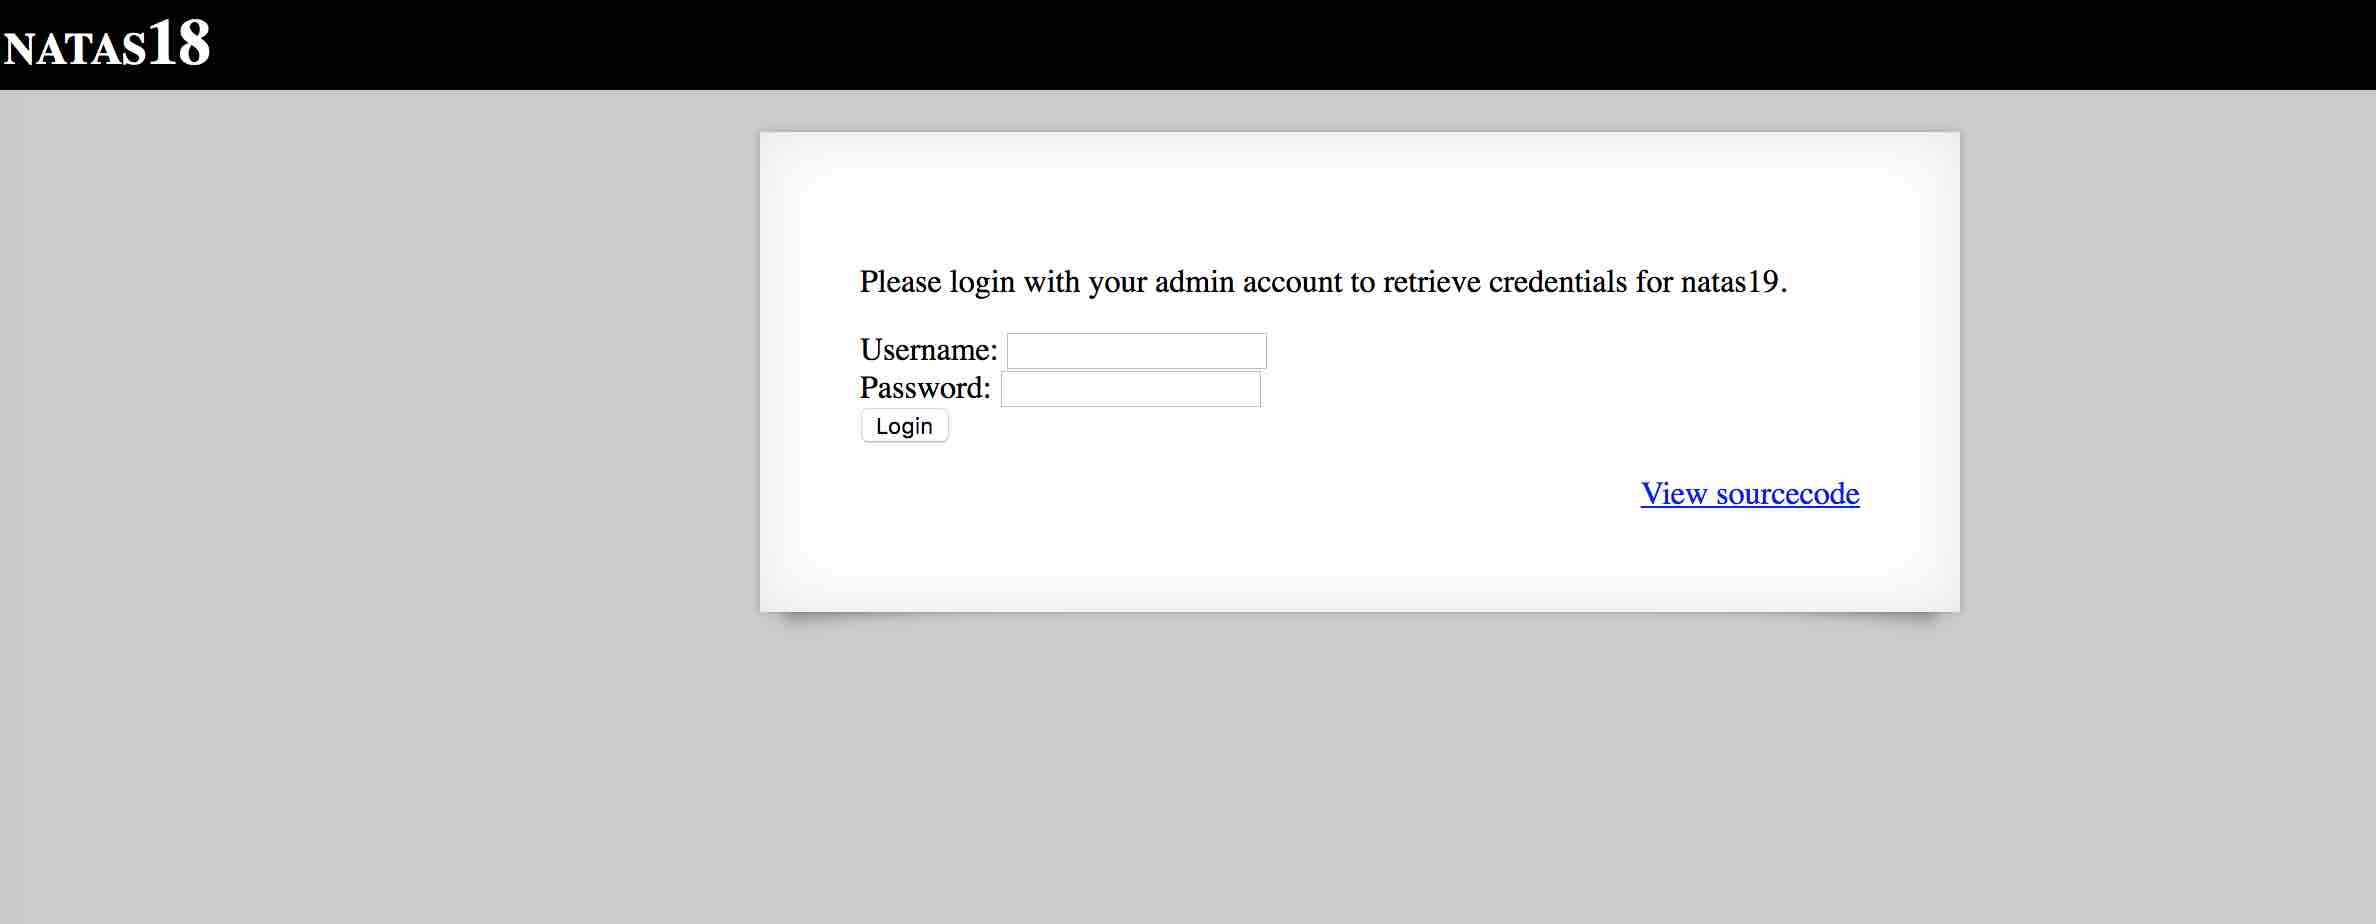 NATAS18
Please login with your admin account to retrieve credentials for natas19.
Username:
Password:
Login
View sourcecode